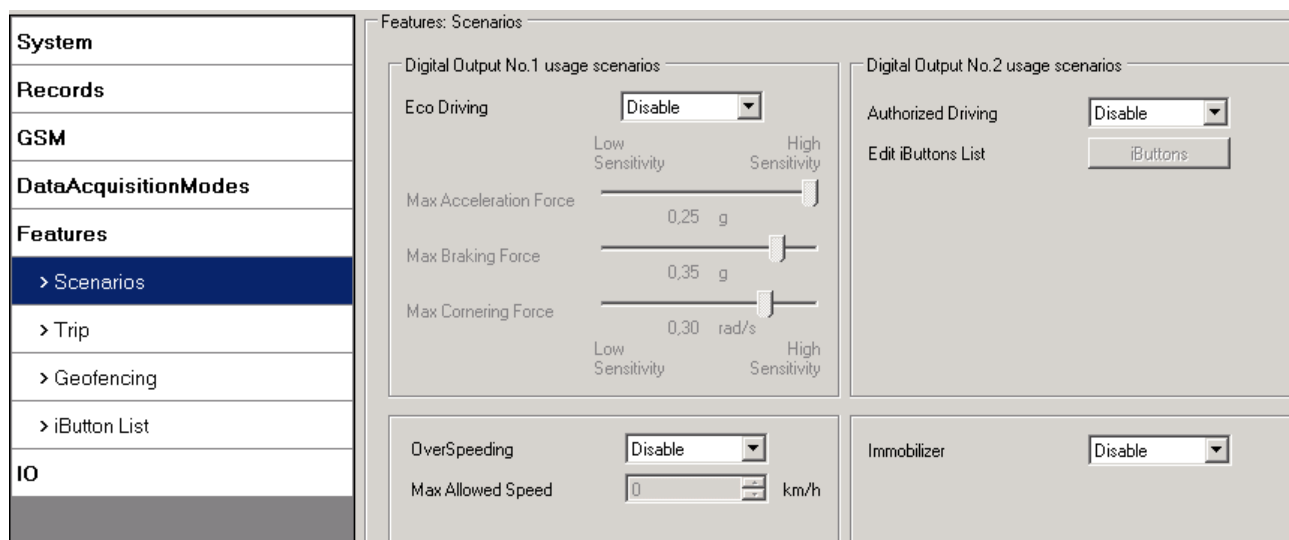 System
Records
GSM
DataAcquisitionModes
Features
> Scenarios
> Trip
> Geofencing
> iButton List
IO
Features: Scenarios
Digital Output No.1 usage scenarios
Eco Driving Disable
Low Sensitivity High Sensitivity
Max Acceleration Force
0,25 g
Max Braking Force
0,35 g
Max Cornering Force
0,30 rad/s
Low Sensitivity High Sensitivity
OverSpeeding Disable
Max Allowed Speed 0 km/h
Digital Output No.2 usage scenarios
Authorized Driving Disable
Edit iButtons List iButtons
Immobilizer Disable